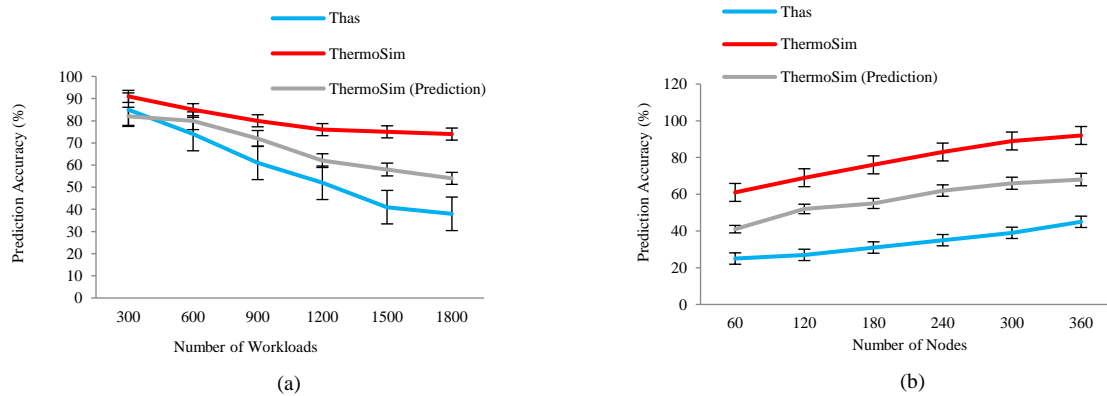 Thas
ThermoSim
ThermoSim (Prediction)
100
90
80
70
60
50
40
30
20
10
0
Prediction Accuracy (%)
300 600 900 1200 1500 1800
Number of Workloads
(a)
Thas
ThermoSim
ThermoSim (Prediction)
120
100
80
60
40
20
0
Prediction Accuracy (%)
60 120 180 240 300 360
Number of Nodes
(b)